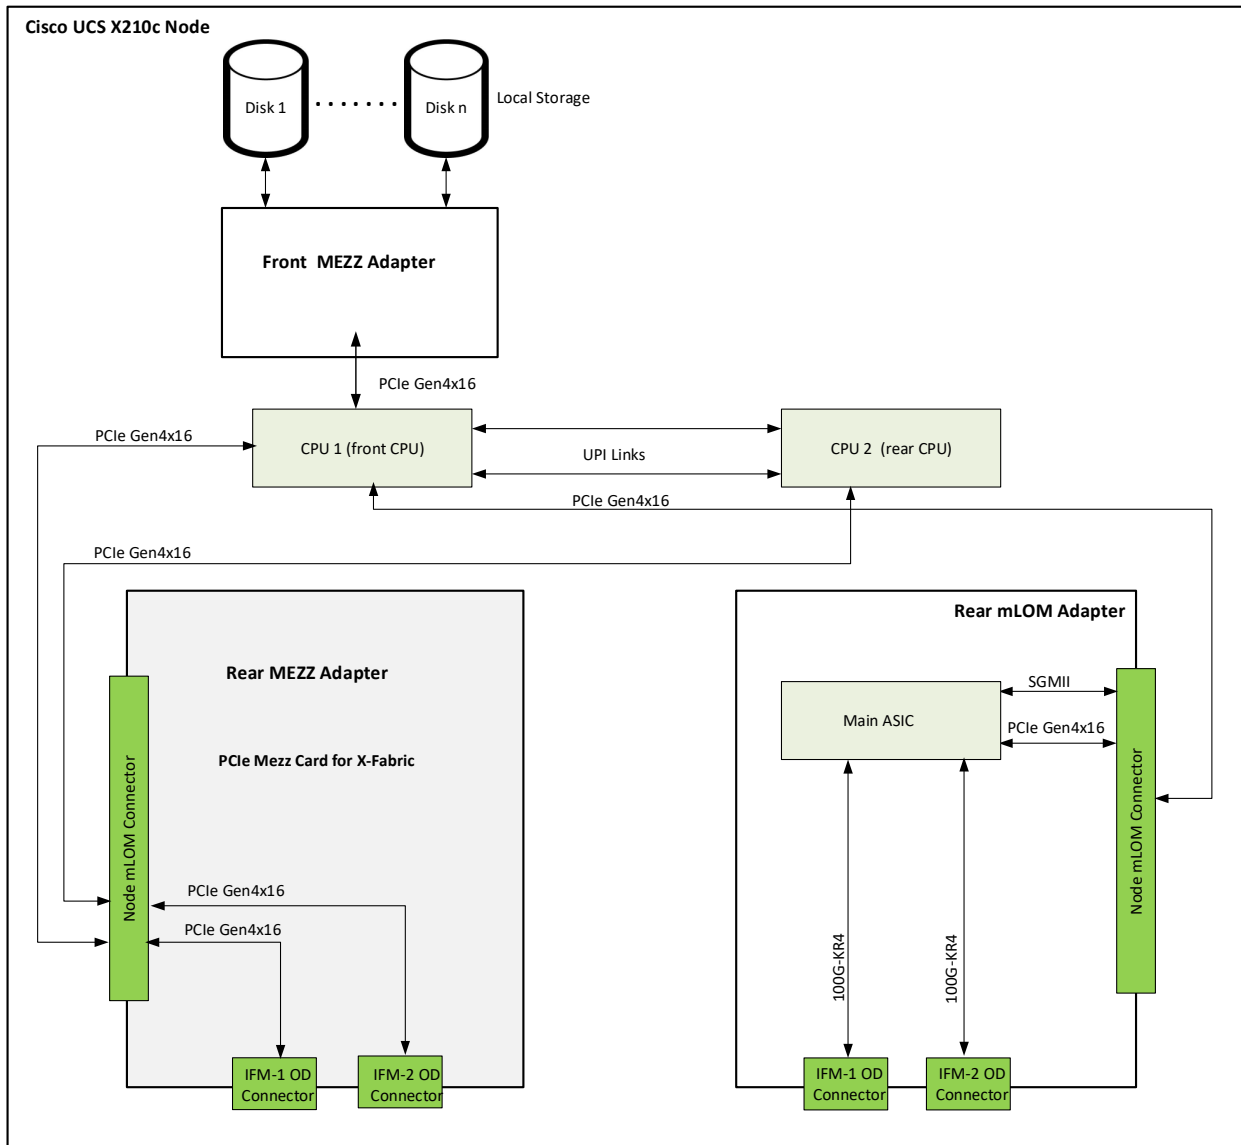 Cisco UCS X210c Node
Disk 1
Disk n
Local Storage
Front MEZZ Adapter
PCIe Gen4x16
PCIe Gen4x16
CPU 1 (front CPU)
UPI Links
CPU 2 (rear CPU)
PCIe Gen4x16
PCIe Gen4x16
Rear MEZZ Adapter
PCIe Mezz Card for X-Fabric
Node mLOM Connector
PCIe Gen4x16
PCIe Gen4x16
IFM-1 OD
Connector
IFM-2 OD
Connector
Rear mLOM Adapter
SGMII
Main ASIC
PCIe Gen4x16
Node mLOM Connector
100G-KR4
100G-KR4
IFM-1 OD
Connector
IFM-2 OD
Connector